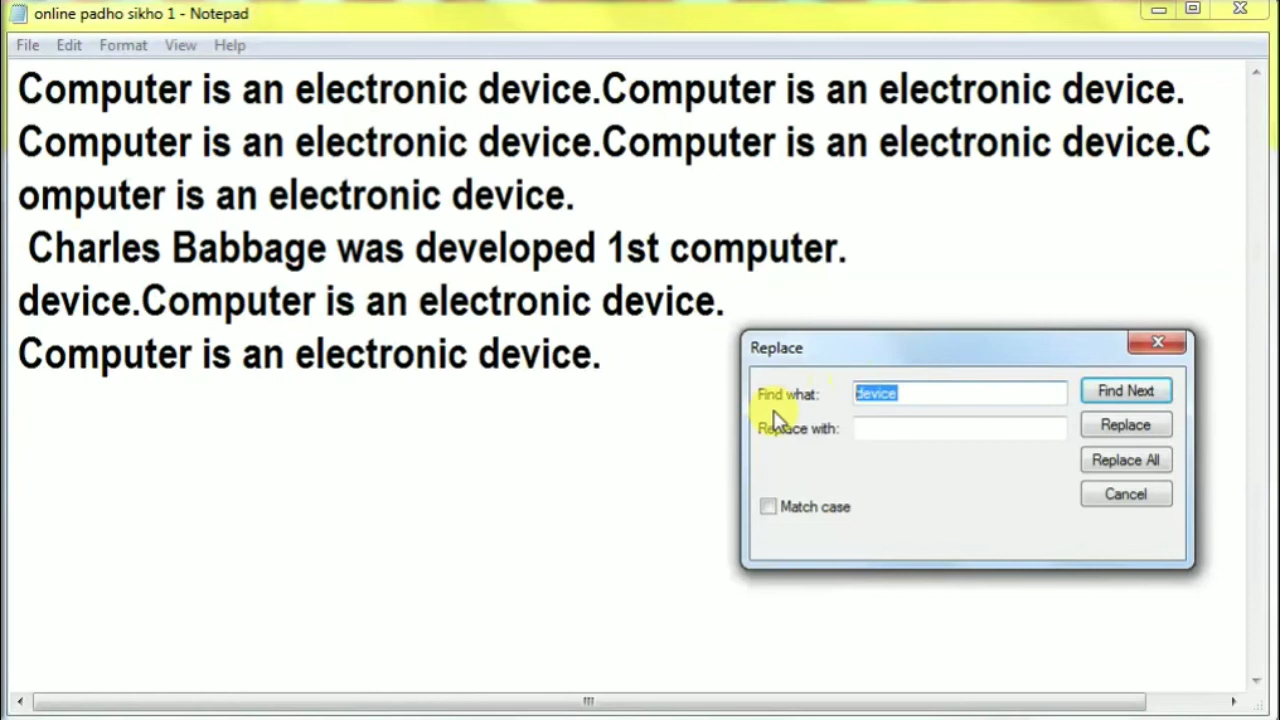 online padho sikho 1 - Notepad
File Edit Format View Help
Computer is an electronic device.Computer is an electronic device.
Computer is an electronic device.Computer is an electronic device.C
omputer is an electronic device.
Charles Babbage was developed 1st computer.
device.Computer is an electronic device.
Computer is an electronic device.
Replace
Find what: device Find Next
Replace with: Replace
Replace All
Cancel
Match case